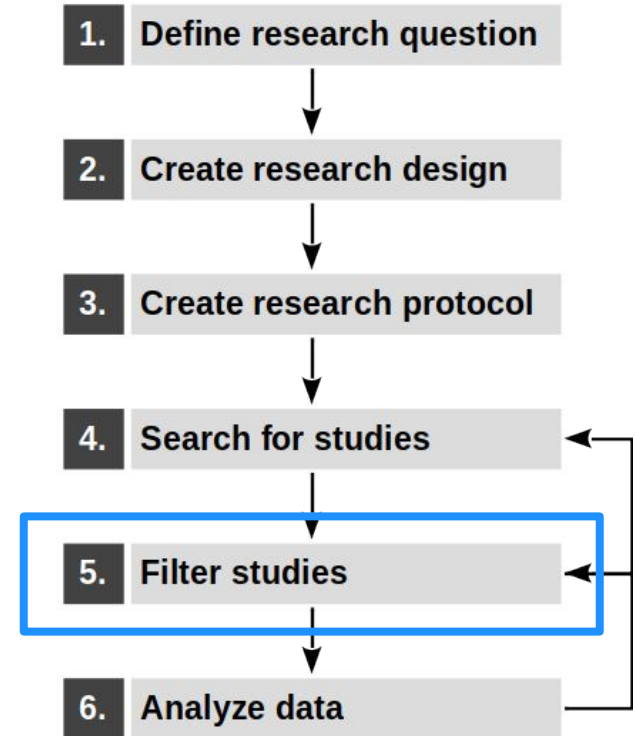 1. Define research question
2. Create research design
3. Create research protocol
4. Search for studies
5. Filter studies
6. Analyze data